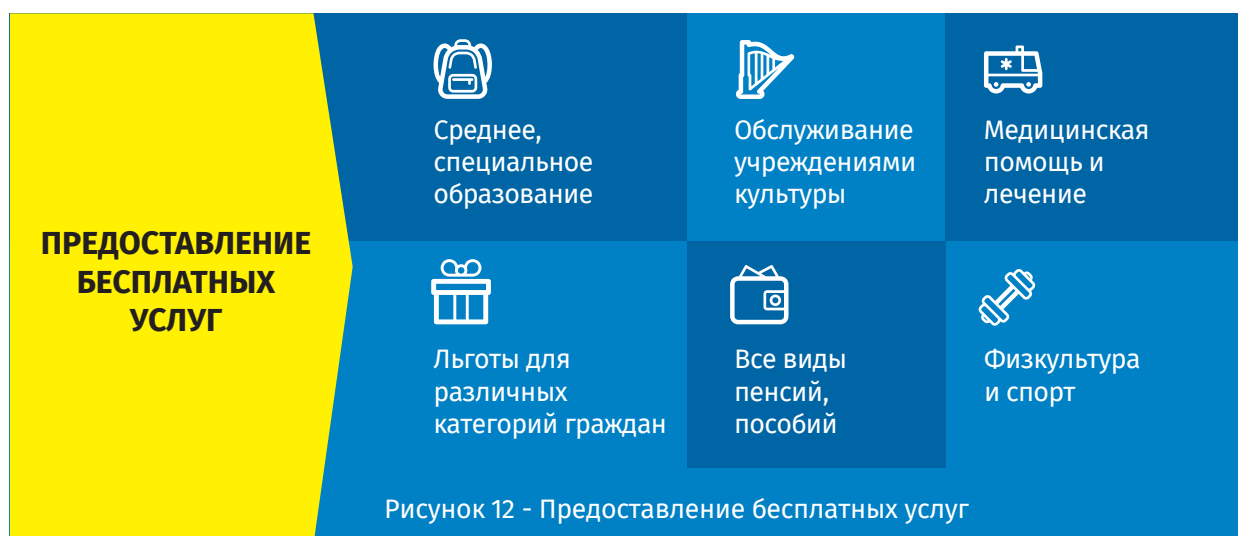 ПРЕДОСТАВЛЕНИЕ
БЕСПЛАТНЫХ
УСЛУГ
Среднее,
специальное
образование
Обслуживание
учреждениями
культуры
Медицинская
помощь и
лечение
Льготы для
различных
категорий граждан
Все виды
пенсий,
пособий
Физкультура
и спорт
Рисунок 12 - Предоставление бесплатных услуг